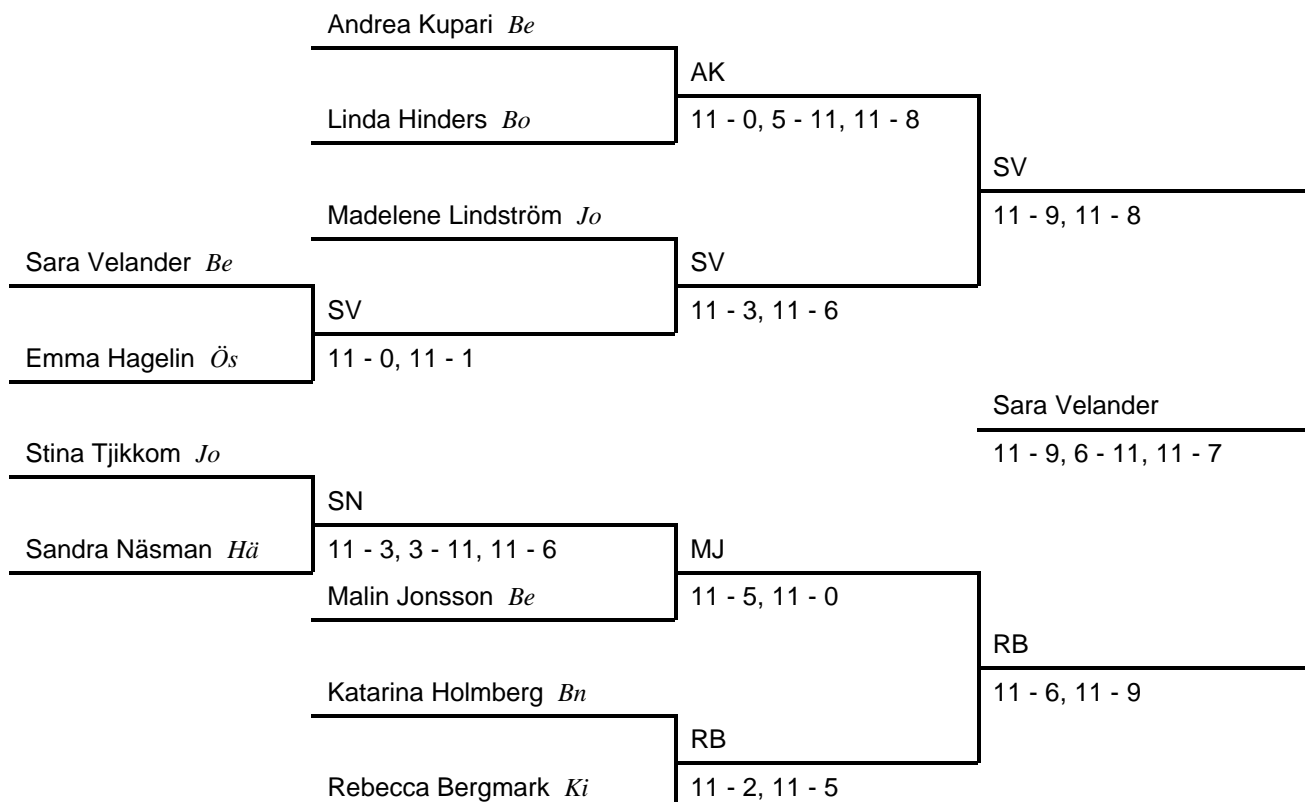 Andrea Kupari Be
AK
Linda Hinders Bo
11 - 0, 5 - 11, 11 - 8
SV
Madelene Lindström Jo
11 - 9, 11 - 8
Sara Velander Be
SV
SV
11 - 3, 11 - 6
Emma Hagelin Ös
11 - 0, 11 - 1
Sara Velander
Stina Tjikkom Jo
11 - 9, 6 - 11, 11 - 7
SN
Sandra Näsman Hä
11 - 3, 3 - 11, 11 - 6
MJ
Malin Jonsson Be
11 - 5, 11 - 0
RB
Katarina Holmberg Bn
11 - 6, 11 - 9
RB
Rebecca Bergmark Ki
11 - 2, 11 - 5